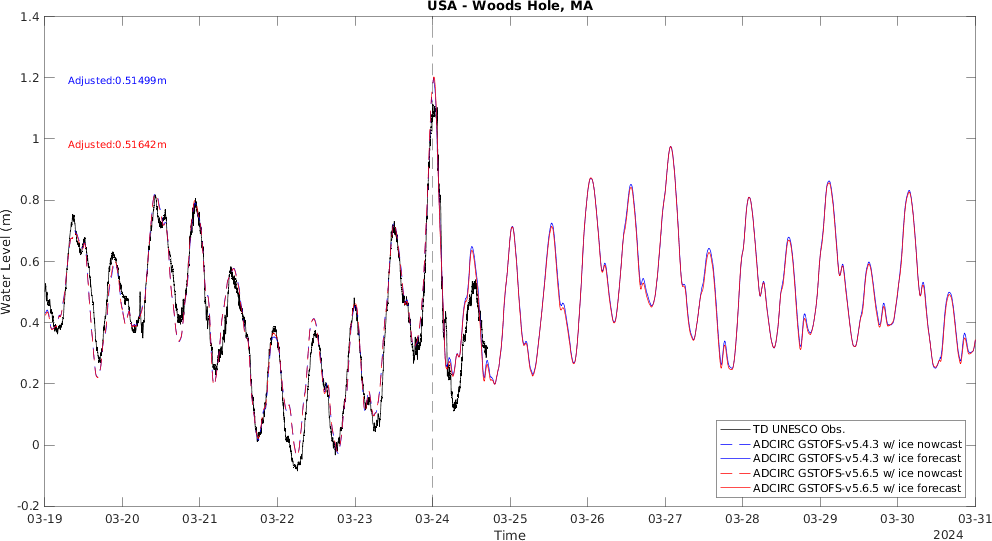 USA - Woods Hole, MA
1.4
1.2
1
0.8
0.6
0.4
0.2
0
-0.2
Water Level (m)
Adjusted:0.51499m
Adjusted:0.51642m
TD UNESCO Obs.
ADCIRC GSTOFS-v5.4.3 w/ ice nowcast
ADCIRC GSTOFS-v5.4.3 w/ ice forecast
ADCIRC GSTOFS-v5.6.5 w/ ice nowcast
ADCIRC GSTOFS-v5.6.5 w/ ice forecast
03-19 03-20 03-21 03-22 03-23 03-24 03-25 03-26 03-27 03-28 03-29 03-30 03-31
Time
2024